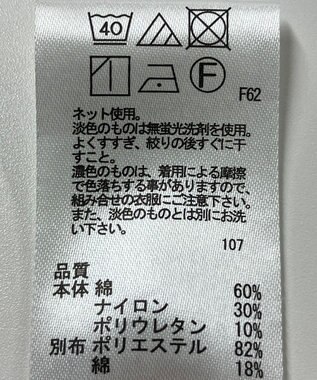 40
F
F62
ネット使用。
淡色のものは無蛍光洗剤を使用。
よくすすぎ、絞りの後すぐに干
すこと。
濃色のものは、着用による摩擦
で色落ちする事がありますので、
組み合せの衣服にご注意下さい。
また、淡色のものとは別にお洗
い下さい。
107
品質
本体 綿 60%
ナイロン 30%
ポリウレタン 10%
別布 ポリエステル 82%
綿 18%